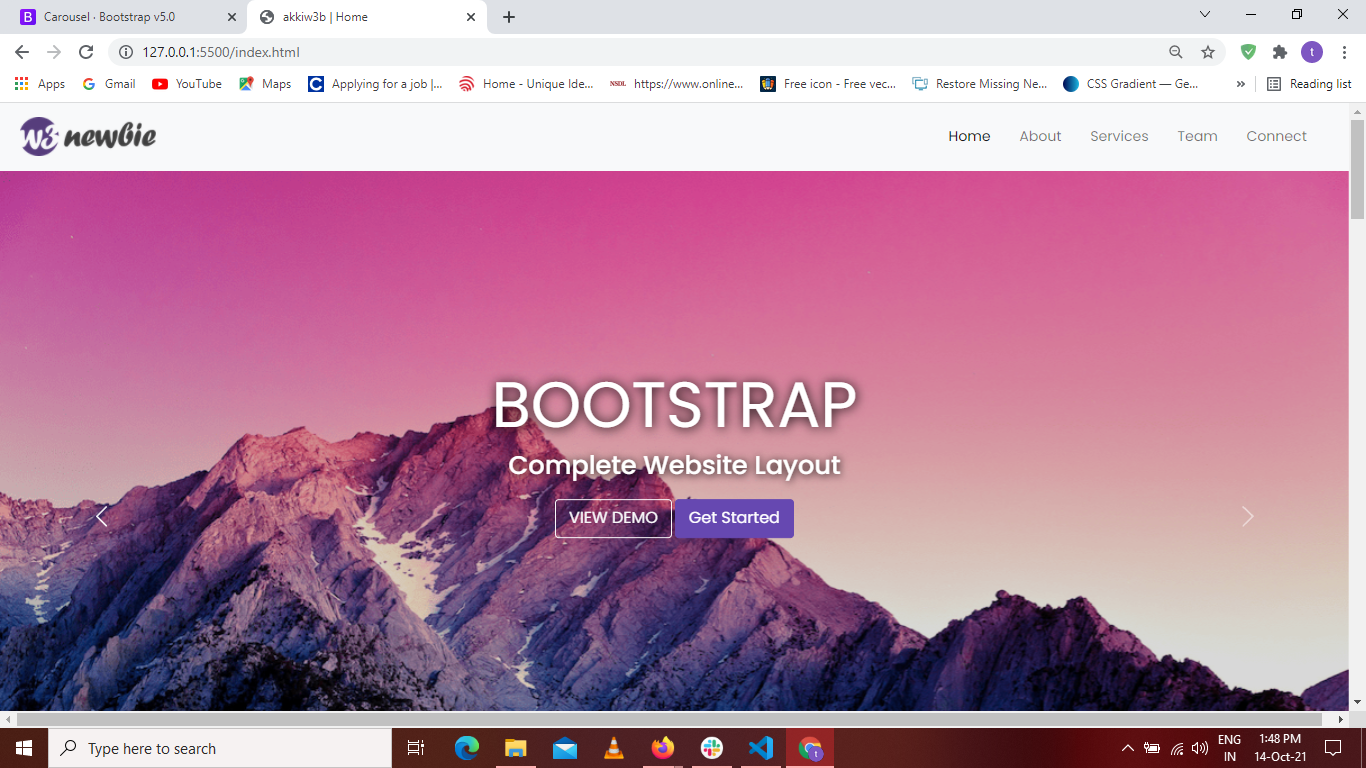 Carousel · Bootstrap v5.0
akkiw3b | Home
127.0.0.1:5500/index.html
t
Apps
Gmail
YouTube
Maps
Applying for a job |...
Home - Unique Ide...
NSDL https://www.online...
Free icon - Free vec...
Restore Missing Ne...
CSS Gradient — Ge...
»
Reading list
W3 newbie
Home
About
Services
Team
Connect
BOOTSTRAP
Complete Website Layout
VIEW DEMO
Get Started
Type here to search
t
ENG
IN
1:48 PM
14-Oct-21